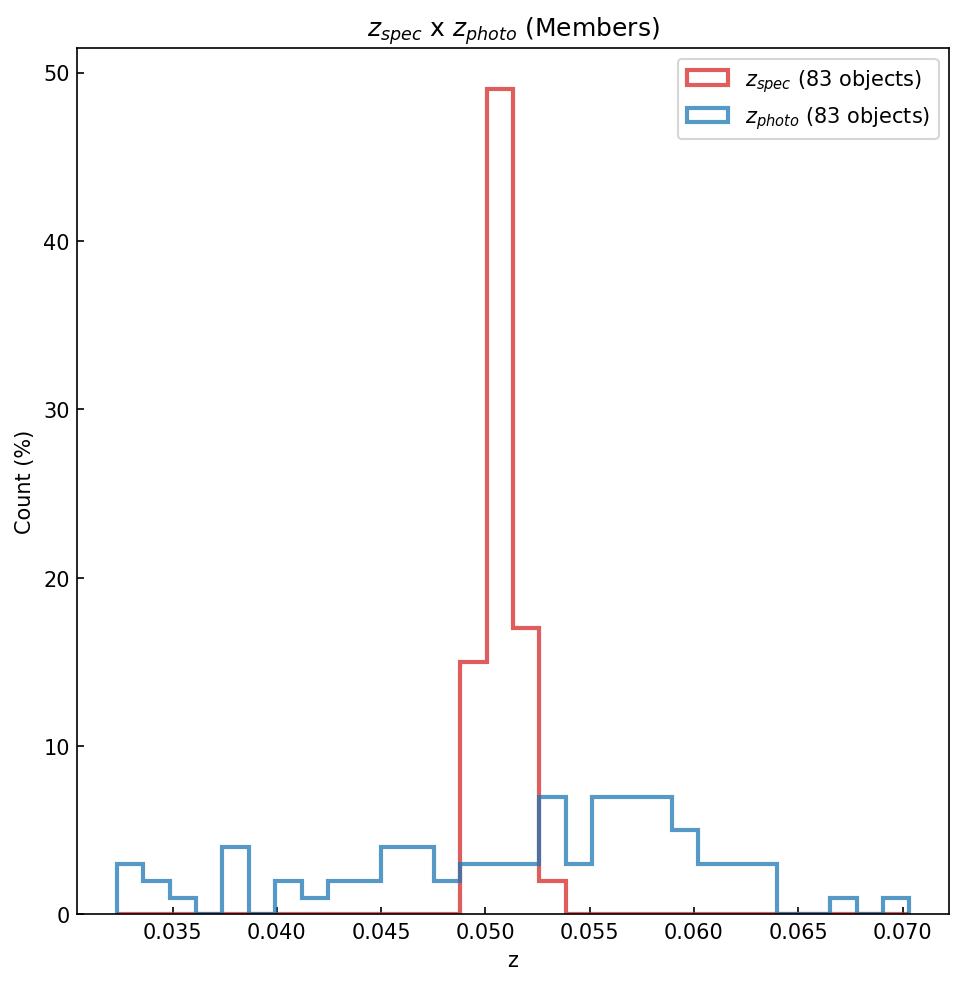 z_spec x z_photo (Members)
z_spec (83 objects)
z_photo (83 objects)
Count (%)
50
40
30
20
10
0
0.035 0.040 0.045 0.050 0.055 0.060 0.065 0.070
z